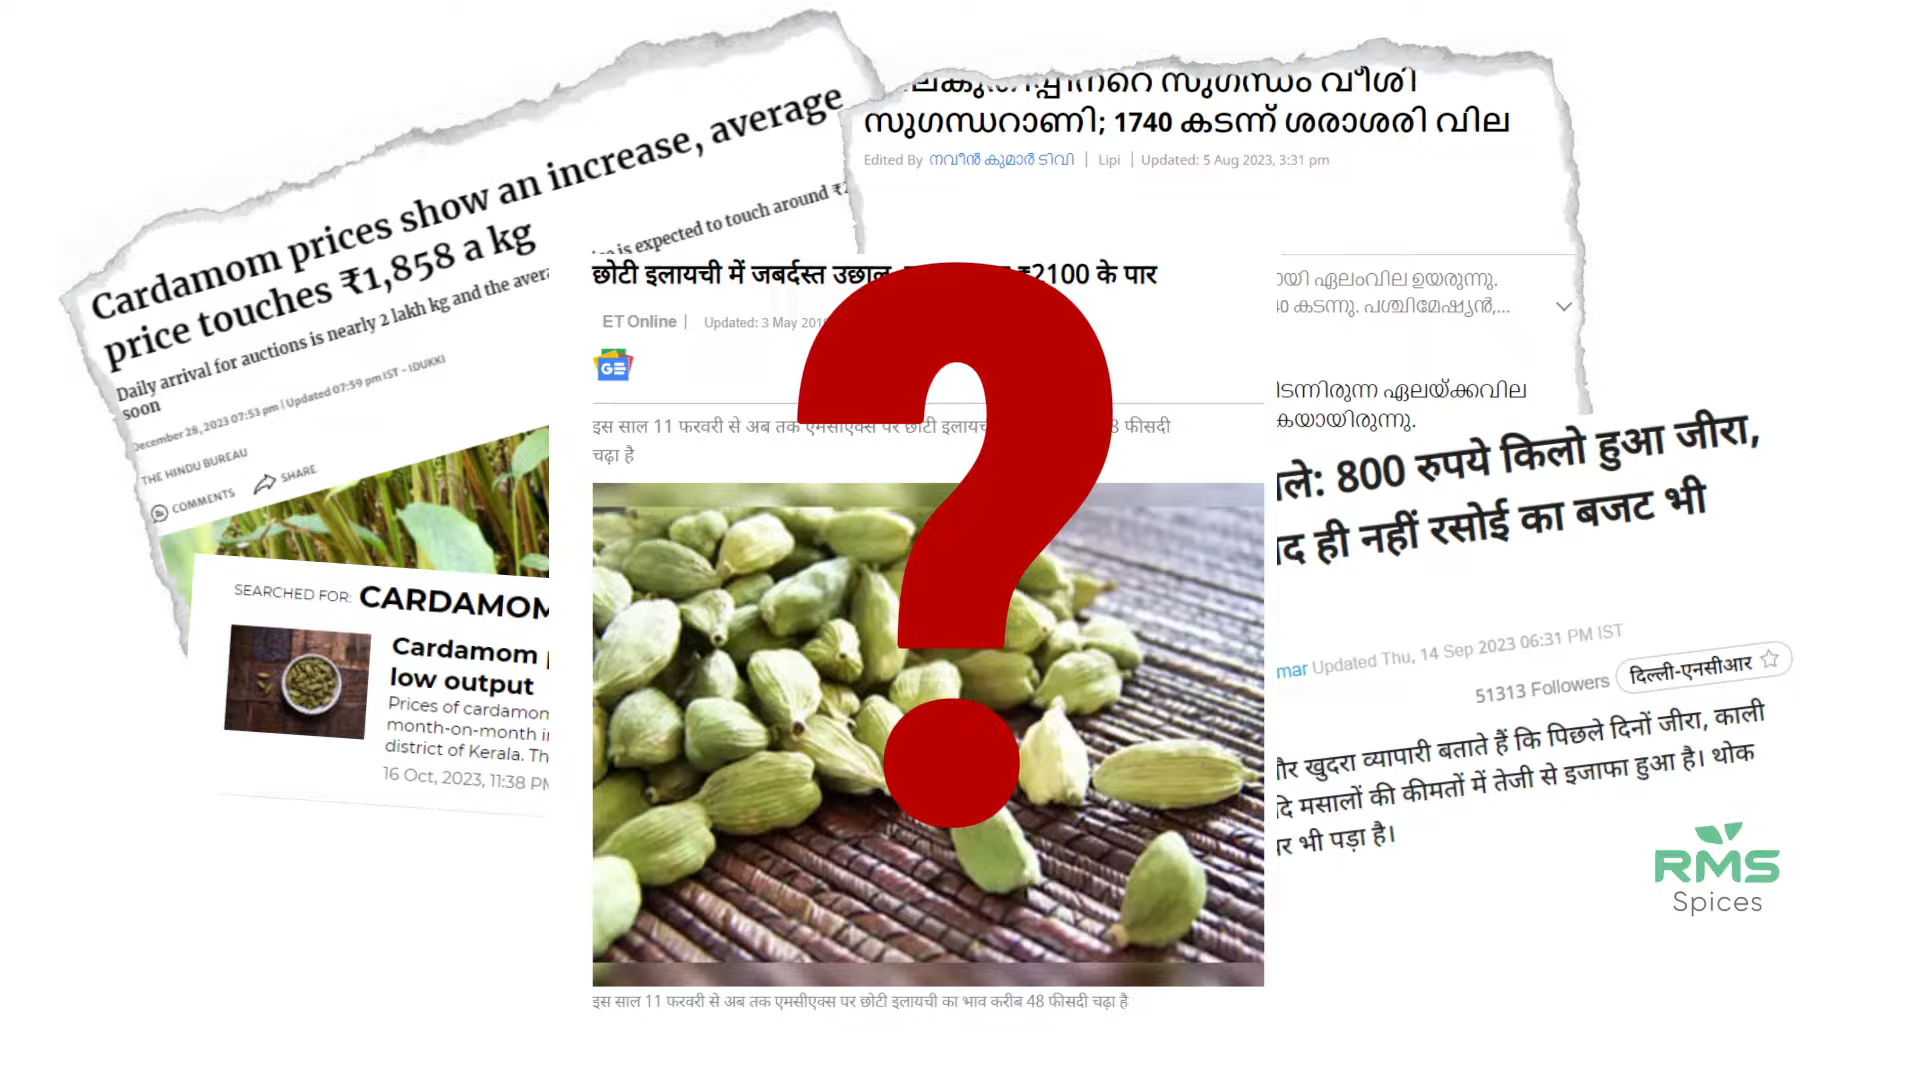 Cardamom prices show an increase, average
price touches ₹1,858 a kg
is expected to touch around
Daily arrival for auctions is nearly 2 lakh kg and the
soon
December 28, 2023 07:53 pm | Updated 07:59 pm IST - IDUKKI
THE HINDU BUREAU
COMMENTS SHARE
SEARCHED FOR: CARDAMOM
Cardamom
low output
Prices of cardamom
month-on-month
district of Kerala.
16 Oct, 2023, 11:38
സുഗന്ധം വീശി
സുഗന്ധറാണി; 1740 കടന്ന് ശരാശരി വില
Edited By നവീൻ കുമാർ ടിവി | Lipi | Updated: 5 Aug 2023, 3:31 pm
ഏലംവില ഉയരുന്നു.
കടന്നു. പശ്ചിമേഷ്യൻ,...
ഏലയ്ക്കവില
छोटी इलायची में जबर्दस्त ₹2100 के पार
ET Online | Updated: 3 May
GE
इस साल 11 फरवरी से अब तक एमसीएक्स पर छोटी फीसदी
चढ़ा है
इस साल 11 फरवरी से अब तक एमसीएक्स पर छोटी इलायची का भाव करीब 48 फीसदी चढ़ा है
800 रुपये किलो हुआ जीरा,
ही नहीं रसोई का बजट भी
Updated Thu, 14 Sep 2023 06:31 PM IST
51313 Followers दिल्ली-एनसीआर
खुदरा व्यापारी बताते हैं कि पिछले दिनों जीरा, काली
मसालों की कीमतों में तेजी से इजाफा हुआ है। थोक
भी पड़ा है।
?
RMS
Spices